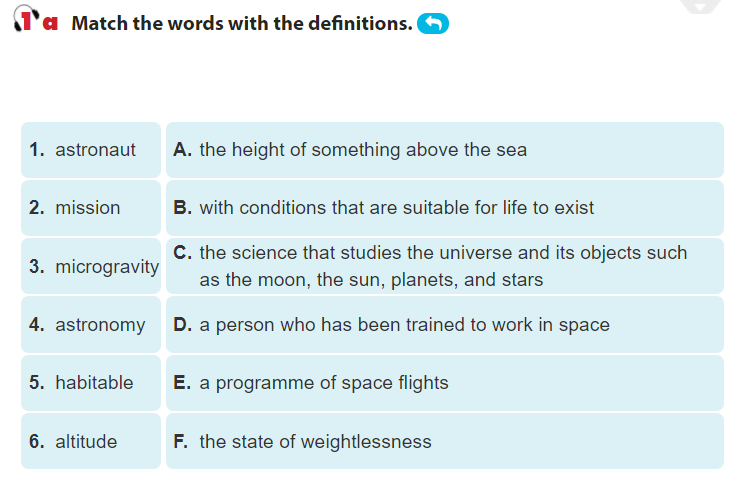 1 a Match the words with the definitions.
1. astronaut A. the height of something above the sea
2. mission B. with conditions that are suitable for life to exist
3. microgravity C. the science that studies the universe and its objects such
as the moon, the sun, planets, and stars
4. astronomy D. a person who has been trained to work in space
5. habitable E. a programme of space flights
6. altitude F. the state of weightlessness